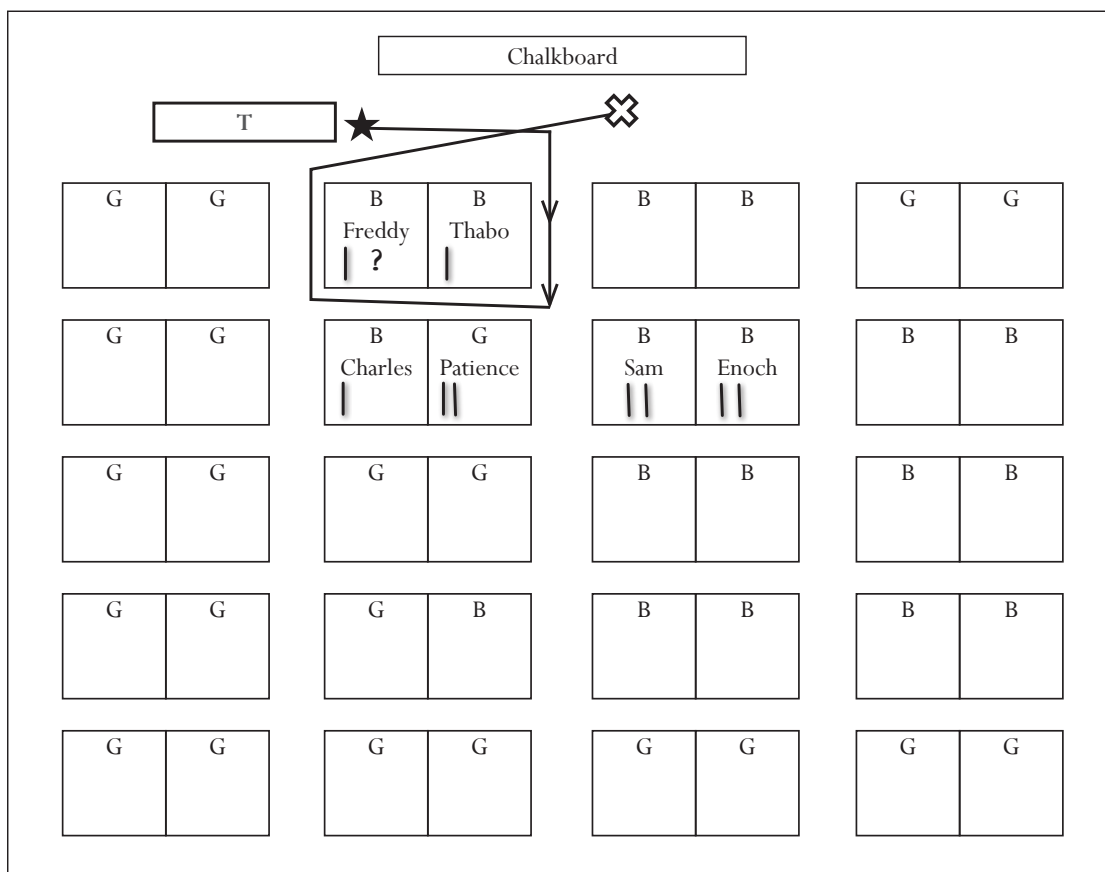 Chalkboard
T
G G B B B B G G
Freddy Thabo
?
G G B G B B B B
Charles Patience Sam Enoch
G G G G B B B B
G G G B B B B B
G G G G G G G G